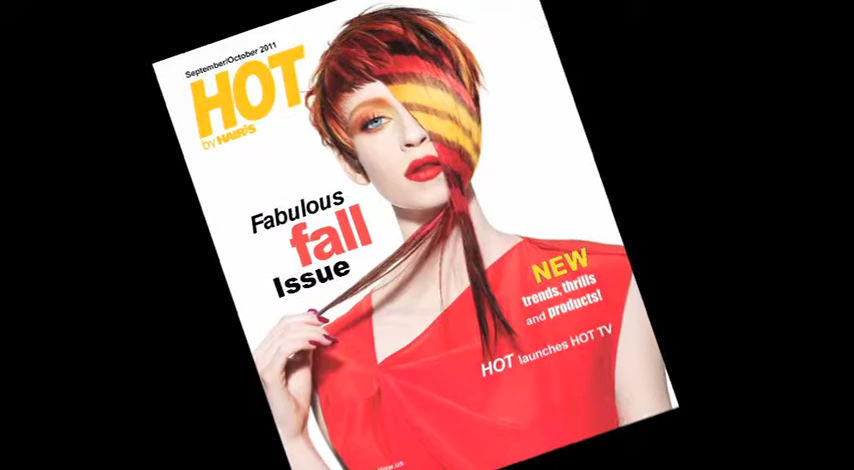 September/October 2011
HOT
by HAIRS
Fabulous
fall
Issue
NEW
trends, thrills
and products!
HOT launches HOT TV